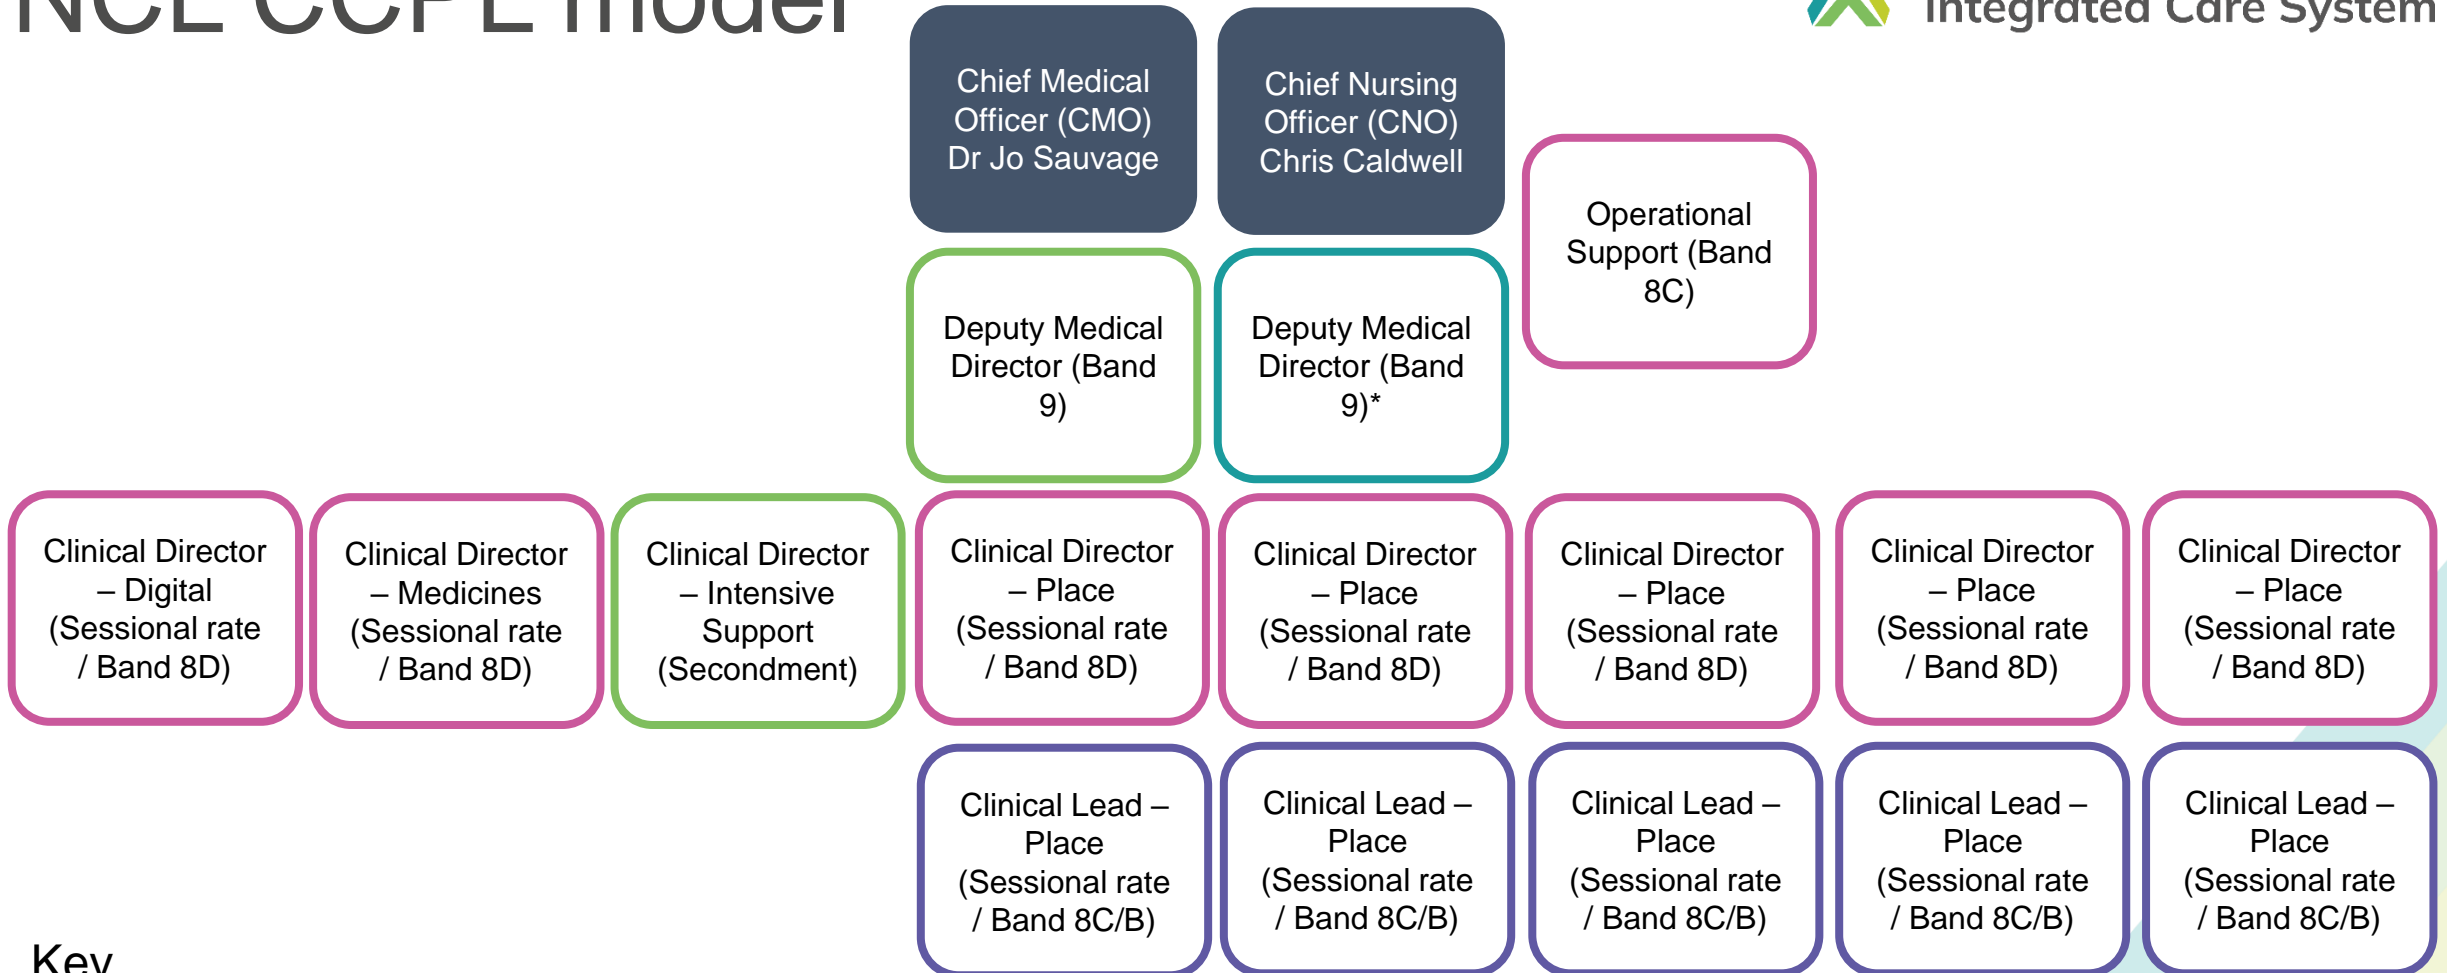 NCL CCPL model
Integrated Care System
Chief Medical
Officer (CMO)
Dr Jo Sauvage
Chief Nursing
Officer (CNO)
Chris Caldwell
Operational
Support (Band
8C)
Deputy Medical
Director (Band
9)
Deputy Medical
Director (Band
9)*
Clinical Director
– Digital
(Sessional rate
/ Band 8D)
Clinical Director
– Medicines
(Sessional rate
/ Band 8D)
Clinical Director
– Intensive
Support
(Secondment)
Clinical Director
– Place
(Sessional rate
/ Band 8D)
Clinical Director
– Place
(Sessional rate
/ Band 8D)
Clinical Director
– Place
(Sessional rate
/ Band 8D)
Clinical Director
– Place
(Sessional rate
/ Band 8D)
Clinical Director
– Place
(Sessional rate
/ Band 8D)
Clinical Lead –
Place
(Sessional rate
/ Band 8C/B)
Clinical Lead –
Place
(Sessional rate
/ Band 8C/B)
Clinical Lead –
Place
(Sessional rate
/ Band 8C/B)
Clinical Lead –
Place
(Sessional rate
/ Band 8C/B)
Clinical Lead –
Place
(Sessional rate
/ Band 8C/B)
Key